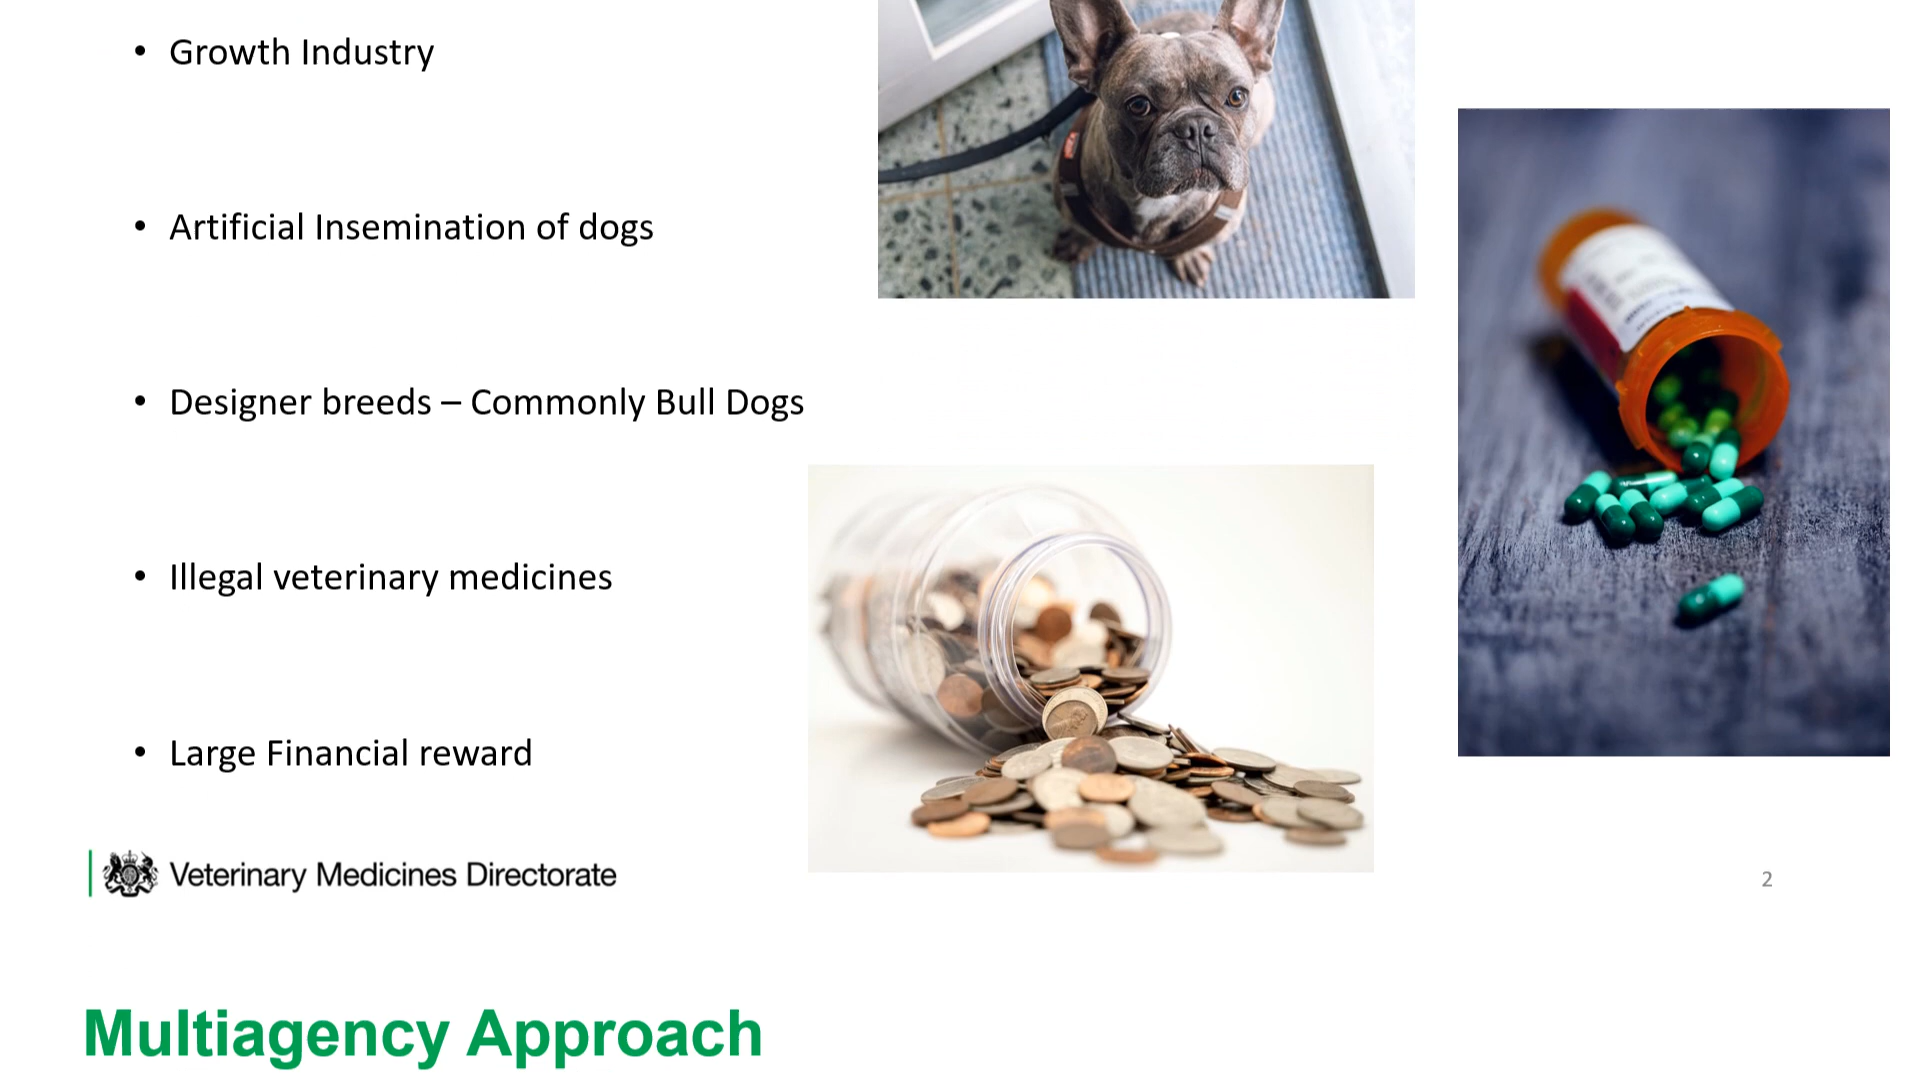 • Growth Industry
• Artificial Insemination of dogs
• Designer breeds – Commonly Bull Dogs
• Illegal veterinary medicines
• Large Financial reward
Veterinary Medicines Directorate
2
Multiagency Approach